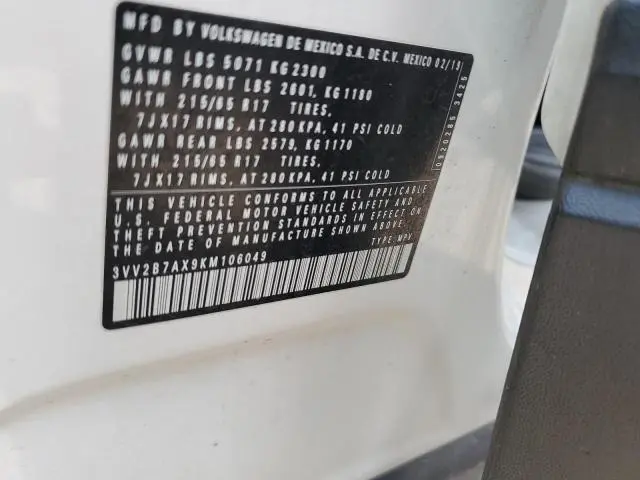 MFD BY VOLKSWAGEN DE MEXICO S.A. DE C.V. MEXICO 02/19
GVWR LBS 5071 KG 2300
GAWR FRONT LBS 2601, KG 1180
WITH 215/65 R17 TIRES,
7JX17 RIMS, AT 280 KPA, 41 PSI COLD
GAWR REAR LBS 2579, KG 1170
WITH 215/65 R17 TIRES,
7JX17 RIMS, AT 280 KPA, 41 PSI COLD
THIS VEHICLE CONFORMS TO ALL APPLICABLE
U.S. FEDERAL MOTOR VEHICLE SAFETY AND
THEFT PREVENTION STANDARDS IN EFFECT ON
THE DATE OF MANUFACTURE SHOWN ABOVE.
TYPE: MPV
3VV2B7AX9KM106049
0920285 3425